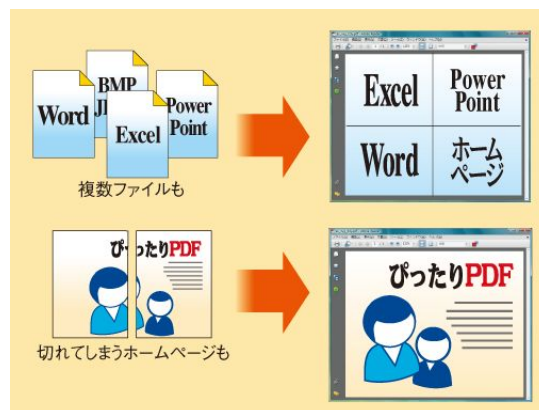 BMP
Word
Power
Point
Excel
複数ファイルも
Excel
Power
Point
Word
ホーム
ページ
ぴったりPDF
切れてしまうホームページも
ぴったりPDF